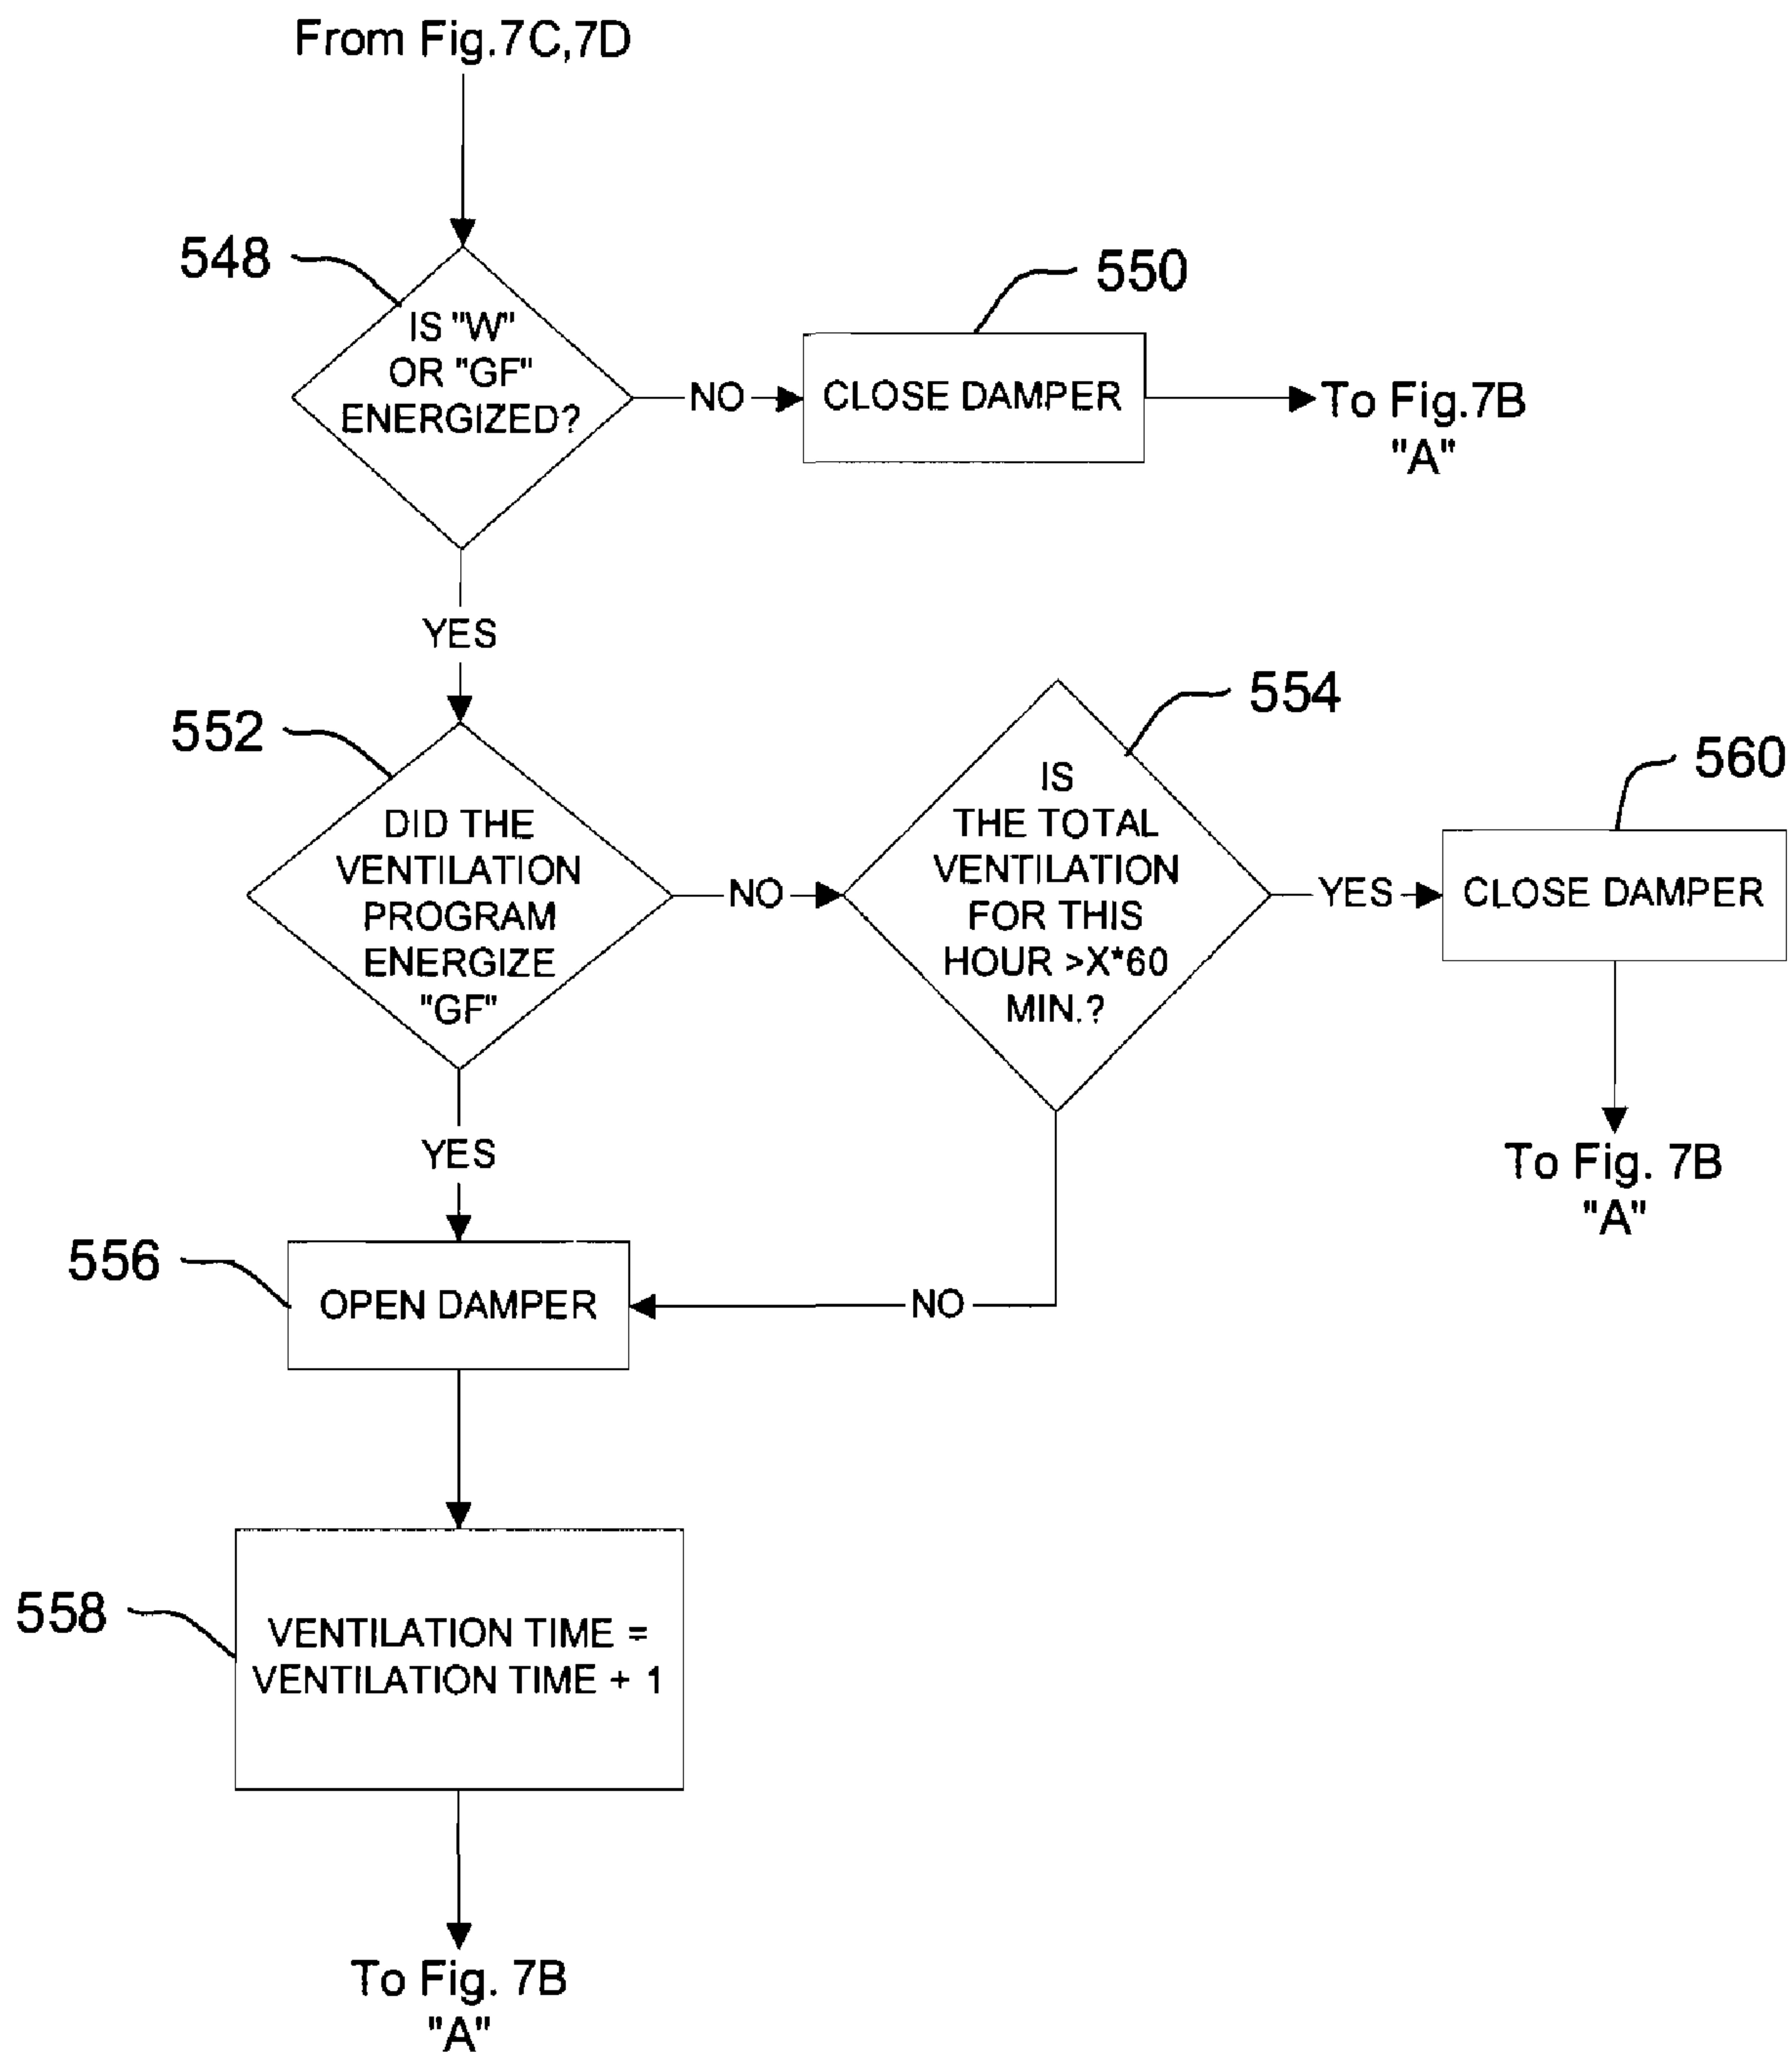 From Fig.7C,7D
548
IS "W"
OR "GF"
ENERGIZED?
NO
550
CLOSE DAMPER
To Fig.7B
"A"
YES
552
DID THE
VENTILATION
PROGRAM
ENERGIZE
"GF"
NO
554
IS
THE TOTAL
VENTILATION
FOR THIS
HOUR >X*60
MIN.?
YES
560
CLOSE DAMPER
To Fig. 7B
"A"
YES
NO
556
OPEN DAMPER
558
VENTILATION TIME =
VENTILATION TIME + 1
To Fig. 7B
"A"